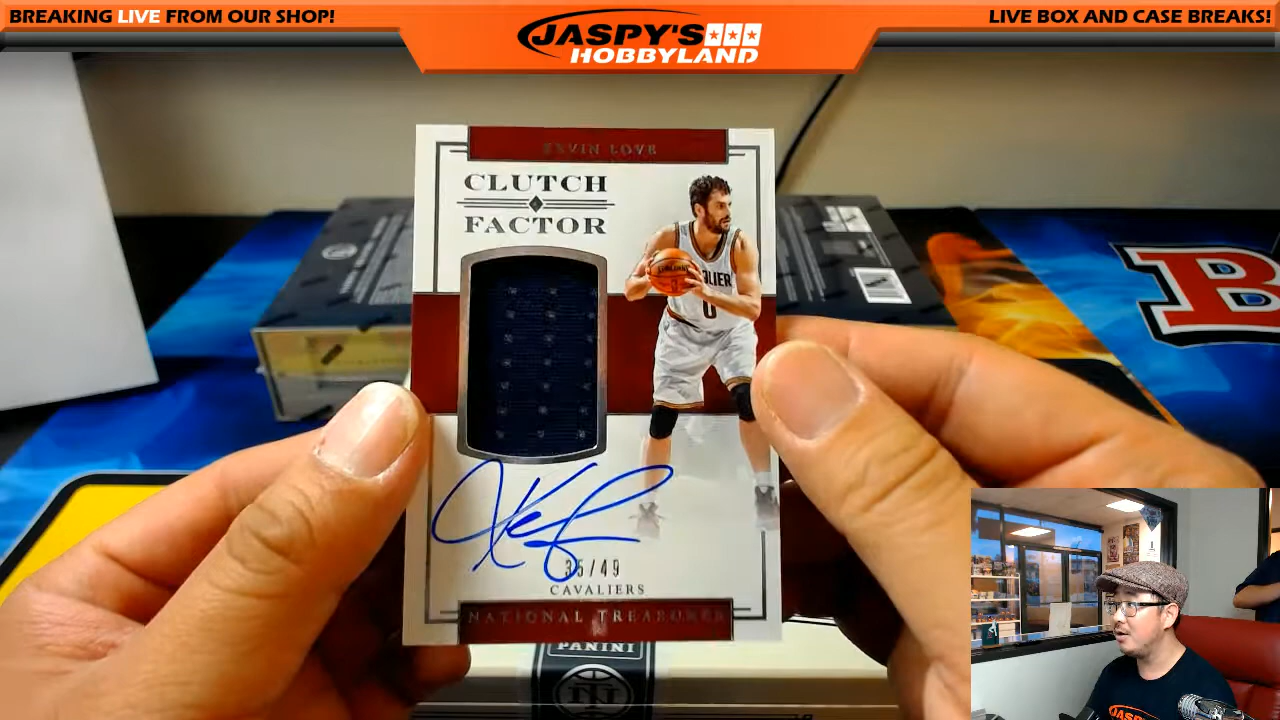 BREAKING LIVE FROM OUR SHOP!
JASPY'S
HOBBYLAND
LIVE BOX AND CASE BREAKS!
KEVIN LOVE
CLUTCH
FACTOR
SPALDING
0
B
35/49
CAVALIERS
NATIONAL TREASURES
PANINI